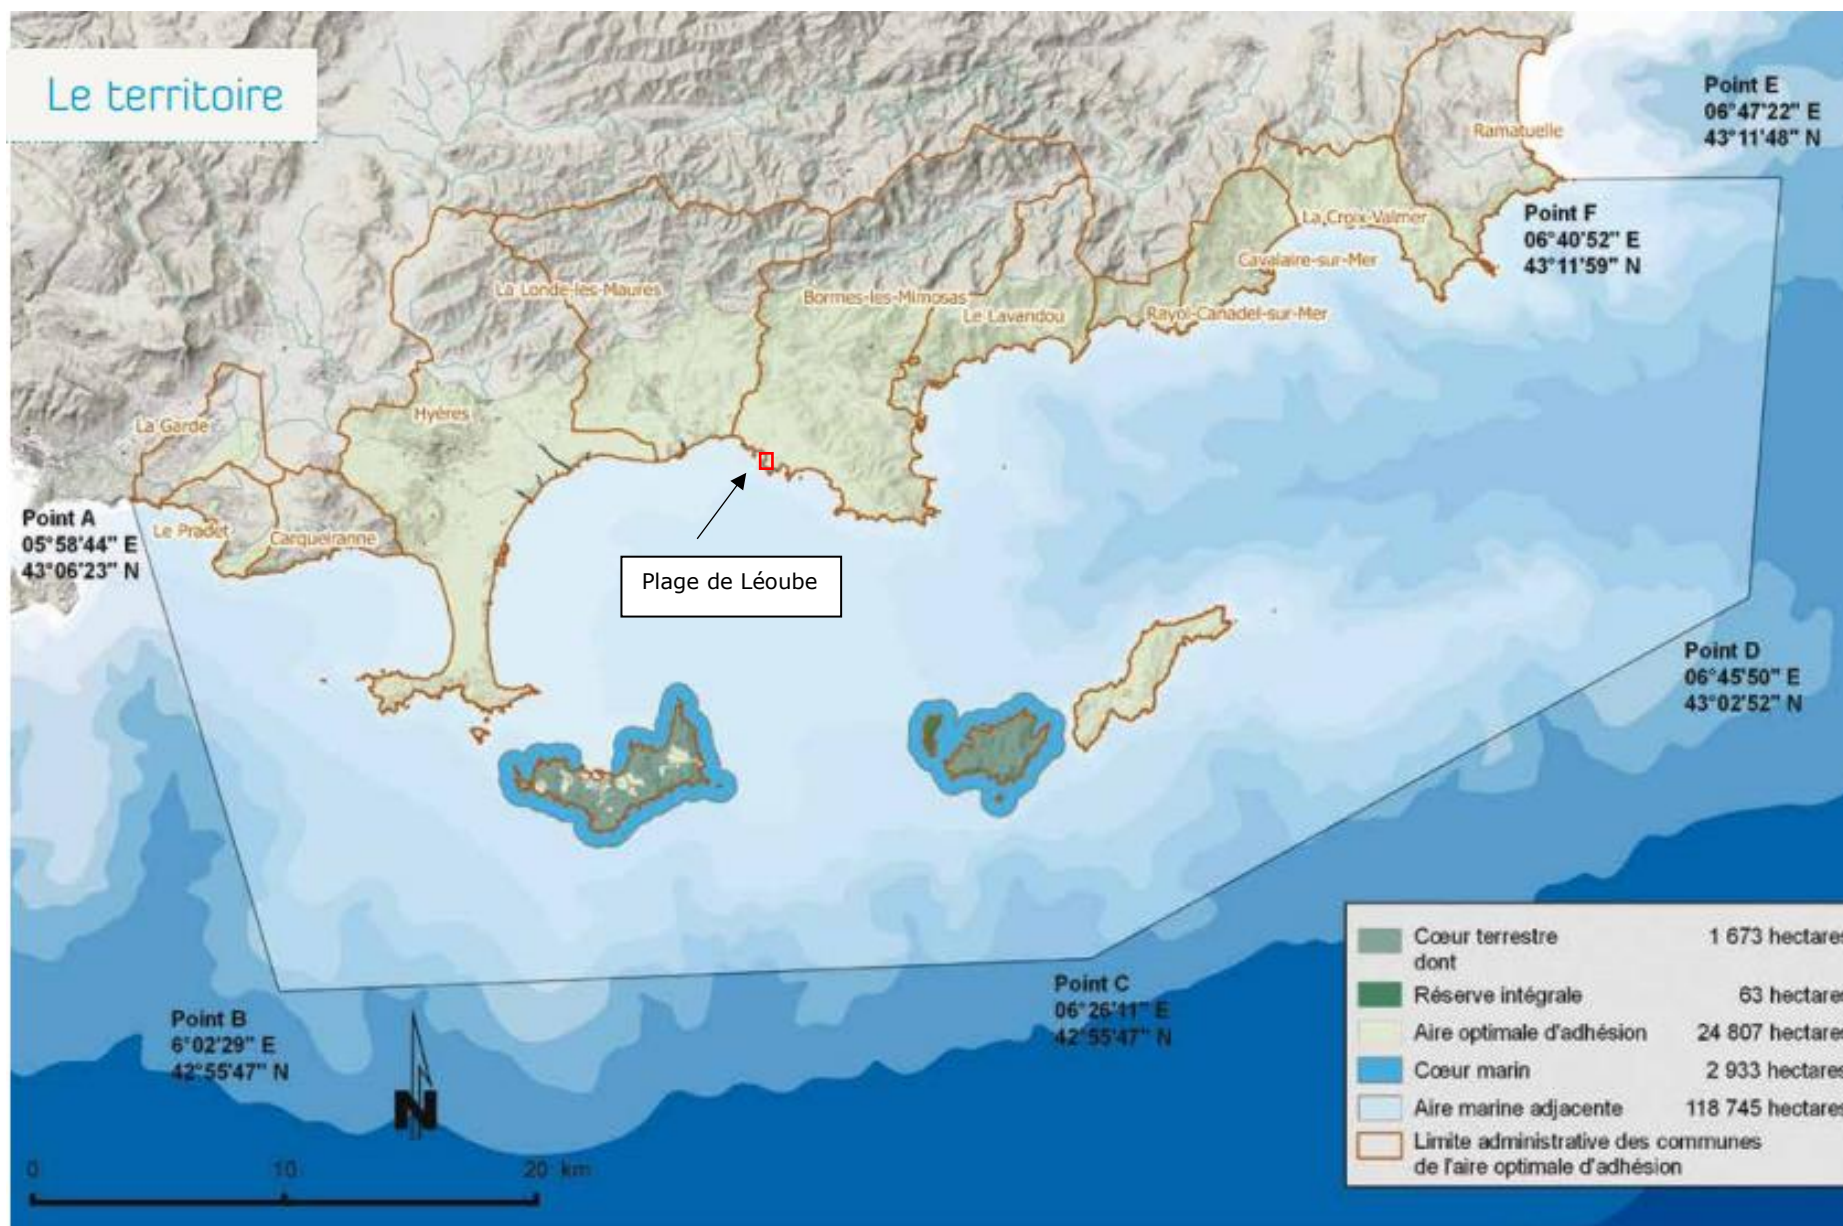 Le territoire
Point E
06°47'22" E
43°11'48" N
Ramatuelle
Point F
06°40'52" E
43°11'59" N
La Croix-Valmer
Cavalaire-sur-Mer
La Londe-les-Maures
Bormes-les-Mimosas
Le Lavandou
Rayol-Canadel-sur-Mer
Hyères
La Garde
Point A
05°58'44" E
43°06'23" N
Le Pradet
Carqueiranne
Plage de Léoube
Point D
06°45'50" E
43°02'52" N
Point C
06°26'41" E
42°55'47" N
Point B
6°02'29" E
42°55'47" N
N
0 10 20 km
Cœur terrestre 1 673 hectares
dont
Réserve intégrale 63 hectares
Aire optimale d'adhésion 24 807 hectares
Cœur marin 2 933 hectares
Aire marine adjacente 118 745 hectares
Limite administrative des communes
de l'aire optimale d'adhésion